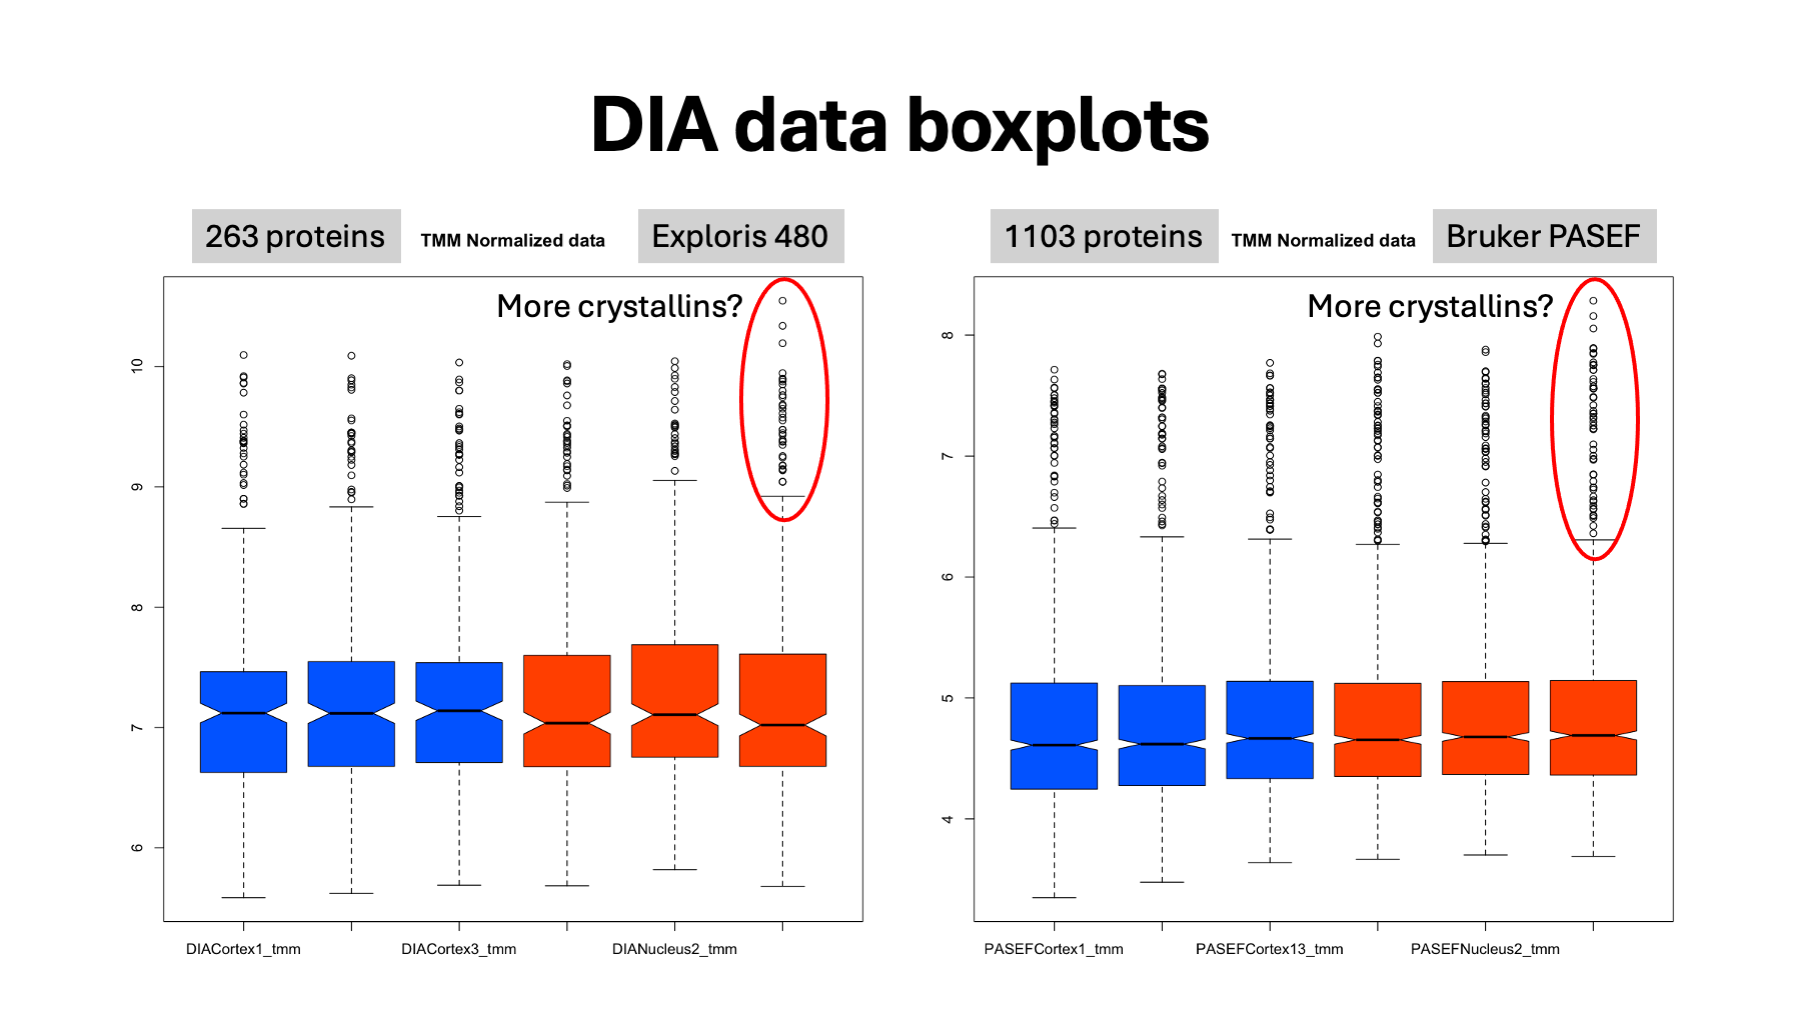 DIA data boxplots
263 proteins
TMM Normalized data
Exploris 480
More crystallins?
10
9
8
7
6
DIACortex1_tmm
DIACortex3_tmm
DIANucleus2_tmm
1103 proteins
TMM Normalized data
Bruker PASEF
More crystallins?
8
7
6
5
4
PASEFCortex1_tmm
PASEFCortex13_tmm
PASEFNucleus2_tmm